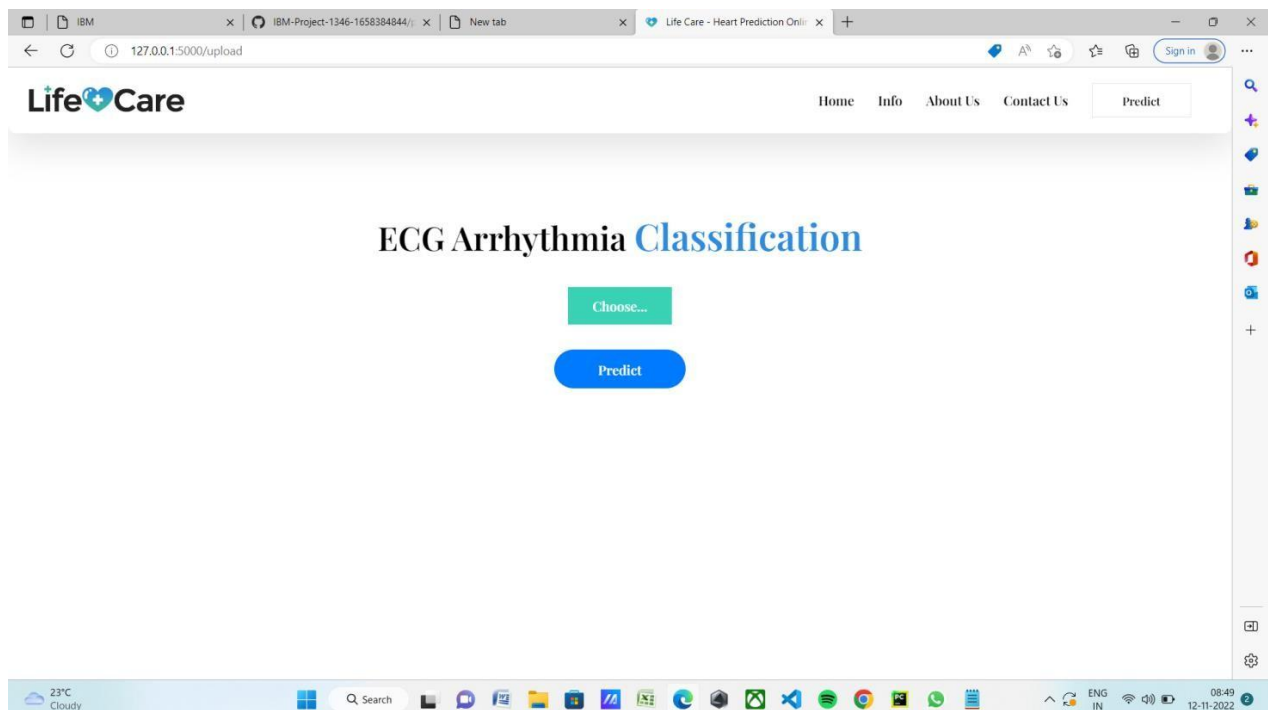 IBM
IBM-Project-1346-1658384844/
New tab
Life Care - Heart Prediction Onlin
127.0.0.1:5000/upload
Sign in
Life Care
Home Info About Us Contact Us Predict
ECG Arrhythmia Classification
Choose...
Predict
23°C
Cloudy
Search
ENG
IN
08:49
12-11-2022
2